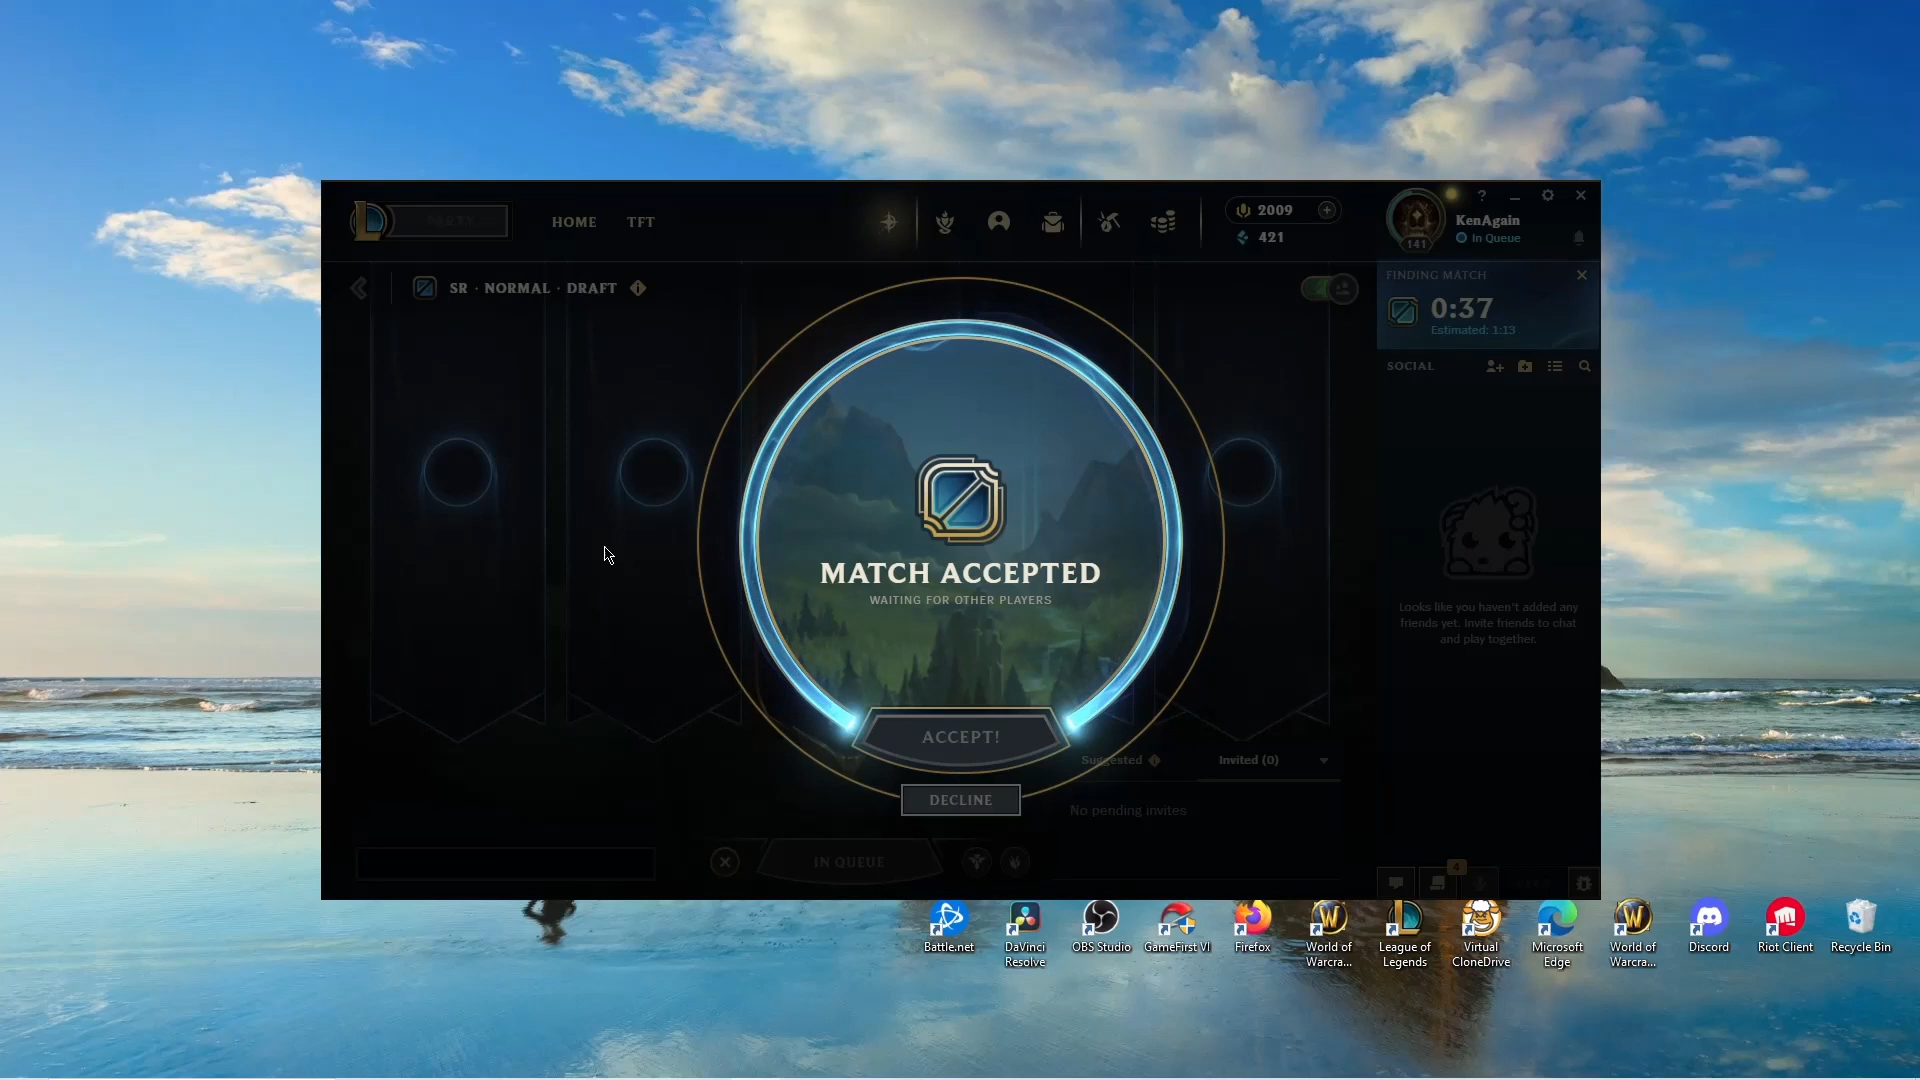 PARTY
HOME
TFT
2009
421
141
KenAgain
In Queue
SR · NORMAL · DRAFT
FINDING MATCH
0:37
Estimated: 1:13
SOCIAL
MATCH ACCEPTED
WAITING FOR OTHER PLAYERS
Looks like you haven't added any
friends yet. Invite friends to chat
and play together.
ACCEPT!
DECLINE
Suggested
Invited (0)
No pending invites
IN QUEUE
4
Battle.net
DaVinci
Resolve
OBS Studio
GameFirst VI
Firefox
World of
Warcra...
League of
Legends
Virtual
CloneDrive
Microsoft
Edge
World of
Warcra...
Discord
Riot Client
Recycle Bin